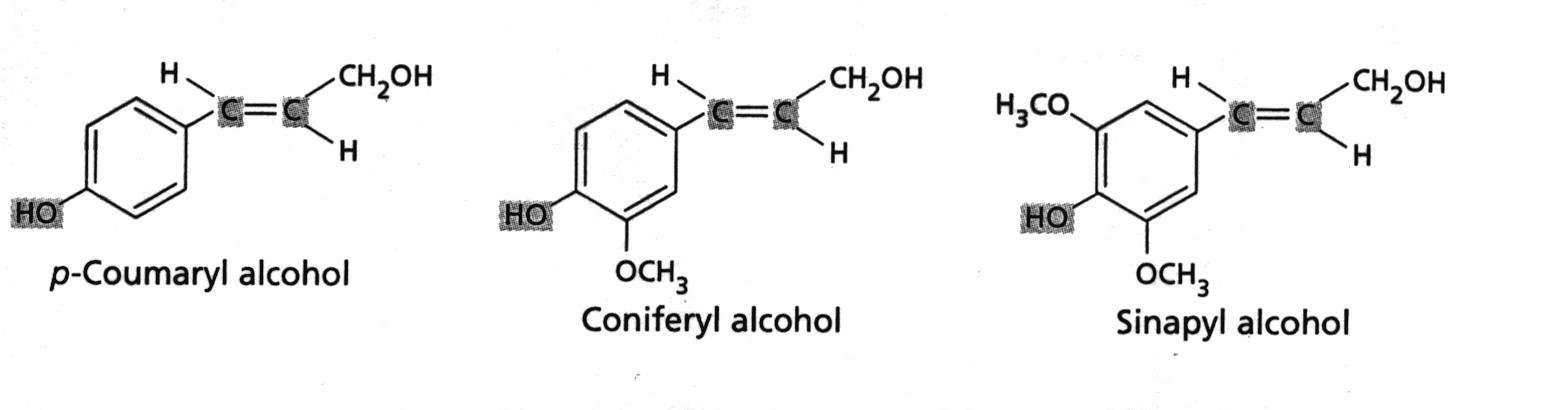 H CH₂OH
C=C
H
HO
p-Coumaryl alcohol
H CH₂OH
C=C
H
HO
OCH₃
Coniferyl alcohol
H CH₂OH
H₃CO C=C
H
HO
OCH₃
Sinapyl alcohol